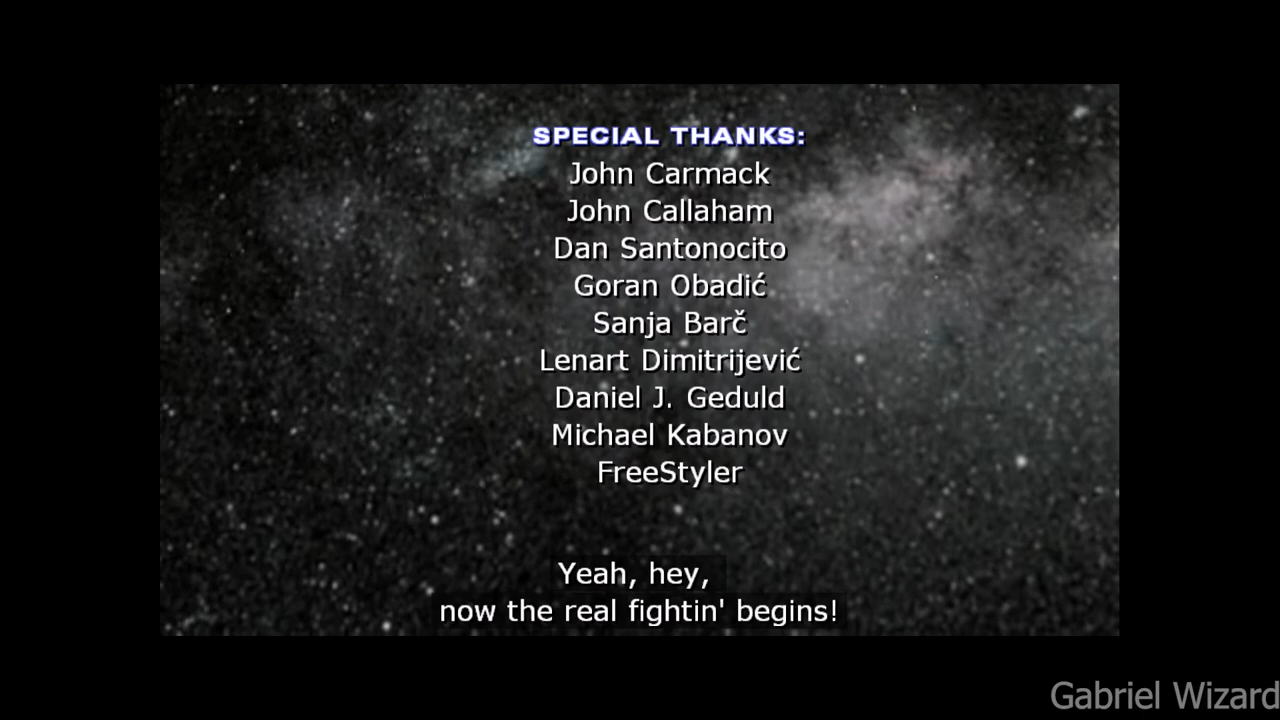 SPECIAL THANKS:
John Carmack
John Callaham
Dan Santonocito
Goran Obadić
Sanja Barč
Lenart Dimitrijević
Daniel J. Geduld
Michael Kabanov
FreeStyler
Yeah, hey,
now the real fightin' begins!
Gabriel Wizard